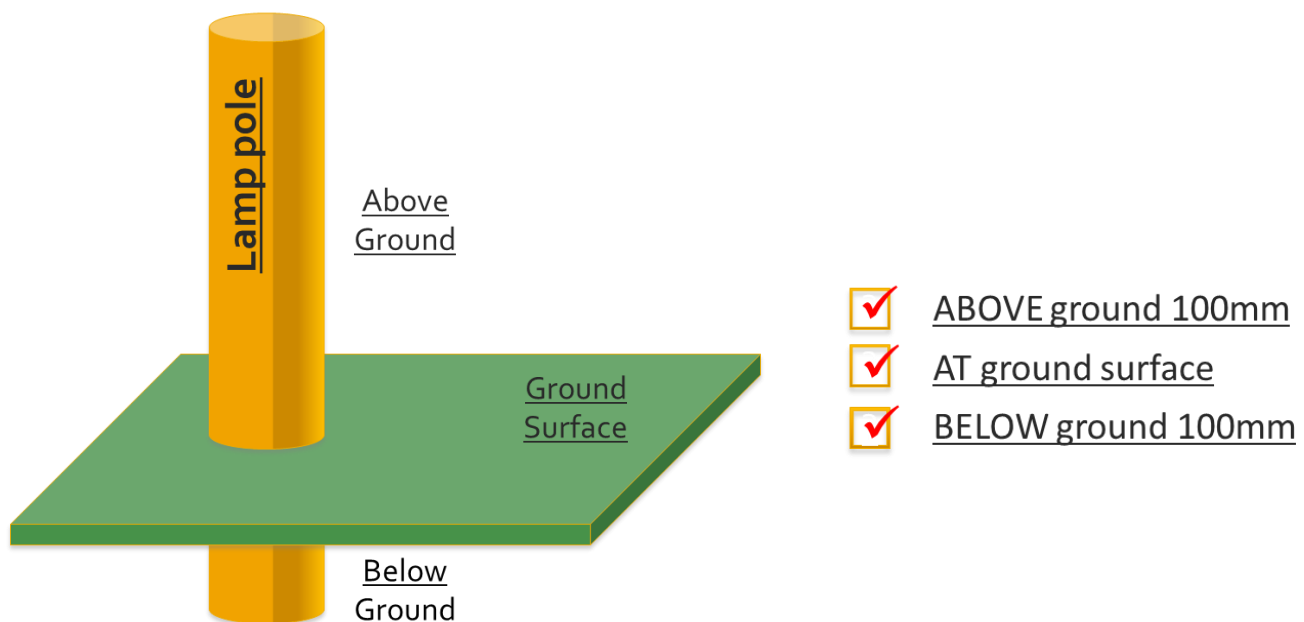 Lamp pole
Above
Ground
Ground
Surface
Below
Ground
ABOVE ground 100mm
AT ground surface
BELOW ground 100mm